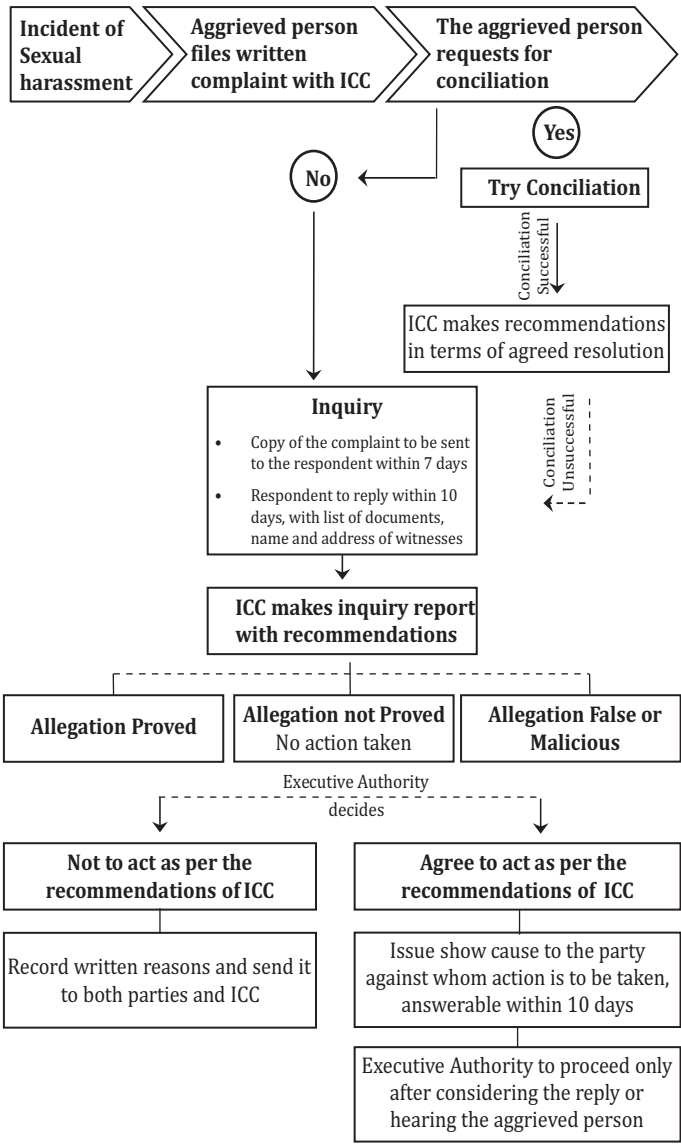 Incident of
Sexual
harassment
Aggrieved person
files written
complaint with ICC
The aggrieved person
requests for
conciliation
Yes
No
Try Conciliation
Conciliation
Successful
ICC makes recommendations
in terms of agreed resolution
Inquiry
• Copy of the complaint to be sent
to the respondent within 7 days
• Respondent to reply within 10
days, with list of documents,
name and address of witnesses
Conciliation
Unsuccessful
ICC makes inquiry report
with recommendations
Allegation Proved
Allegation not Proved
No action taken
Allegation False or
Malicious
Executive Authority
decides
Not to act as per the
recommendations of ICC
Agree to act as per the
recommendations of ICC
Record written reasons and send it
to both parties and ICC
Issue show cause to the party
against whom action is to be taken,
answerable within 10 days
Executive Authority to proceed only
after considering the reply or
hearing the aggrieved person